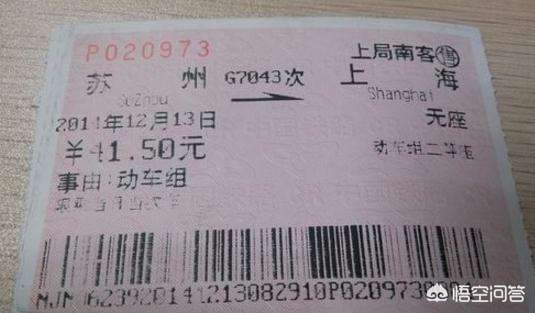 P020973 上局南客 售
苏 州 G7043次 上 海
SuZhou Shanghai
2014年12月13日 无座
¥41.50元 动车组二等座
事由:动车组
悟空问答